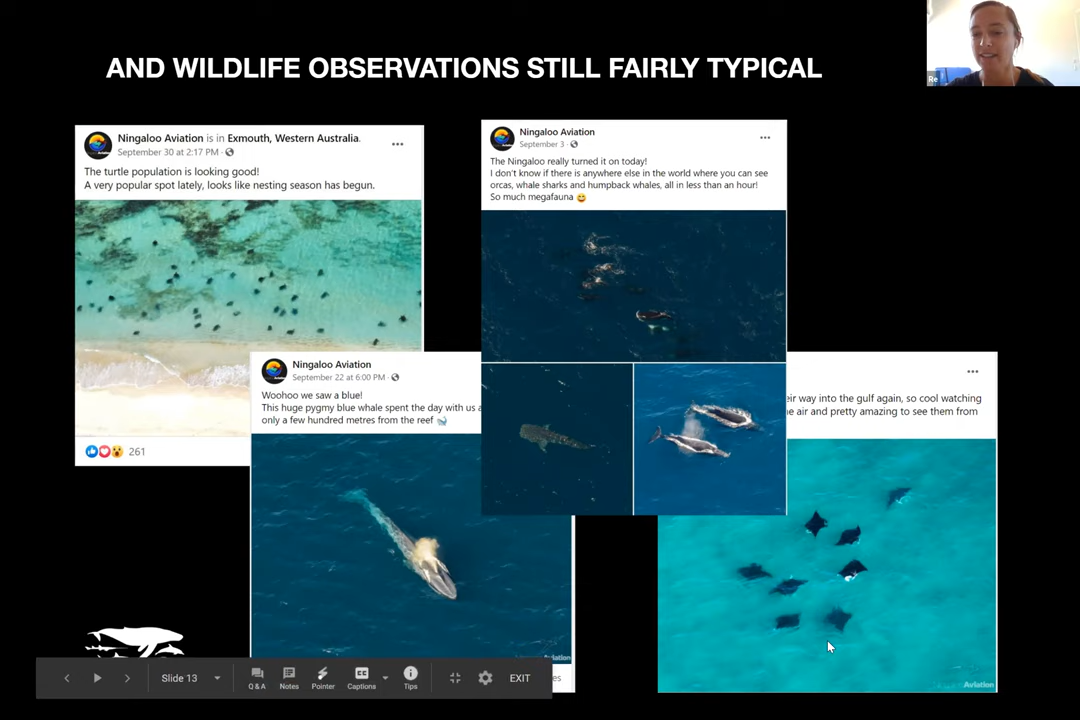 AND WILDLIFE OBSERVATIONS STILL FAIRLY TYPICAL
Re
Ningaloo Aviation is in Exmouth, Western Australia.
September 30 at 2:17 PM ·
The turtle population is looking good!
A very popular spot lately, looks like nesting season has begun.
261
Ningaloo Aviation
September 3 ·
The Ningaloo really turned it on today!
I don't know if there is anywhere else in the world where you can see
orcas, whale sharks and humpback whales, all in less than an hour!
So much megafauna
Ningaloo Aviation
September 22 at 6:00 PM ·
Woohoo we saw a blue!
This huge pygmy blue whale spent the day with us
only a few hundred metres from the reef
Aviation
eir way into the gulf again, so cool watching
e air and pretty amazing to see them from
Aviation
Slide 13
Q & A
Notes
Pointer
Captions
Tips
EXIT
es